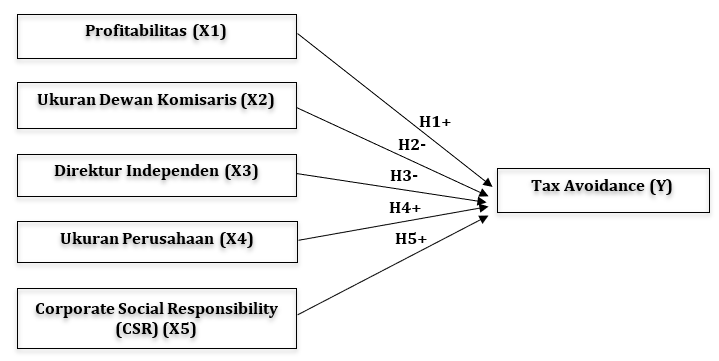 Profitabilitas (X1)
Ukuran Dewan Komisaris (X2)
Direktur Independen (X3)
Ukuran Perusahaan (X4)
Corporate Social Responsibility
(CSR) (X5)
H1+
H2-
H3-
H4+
H5+
Tax Avoidance (Y)